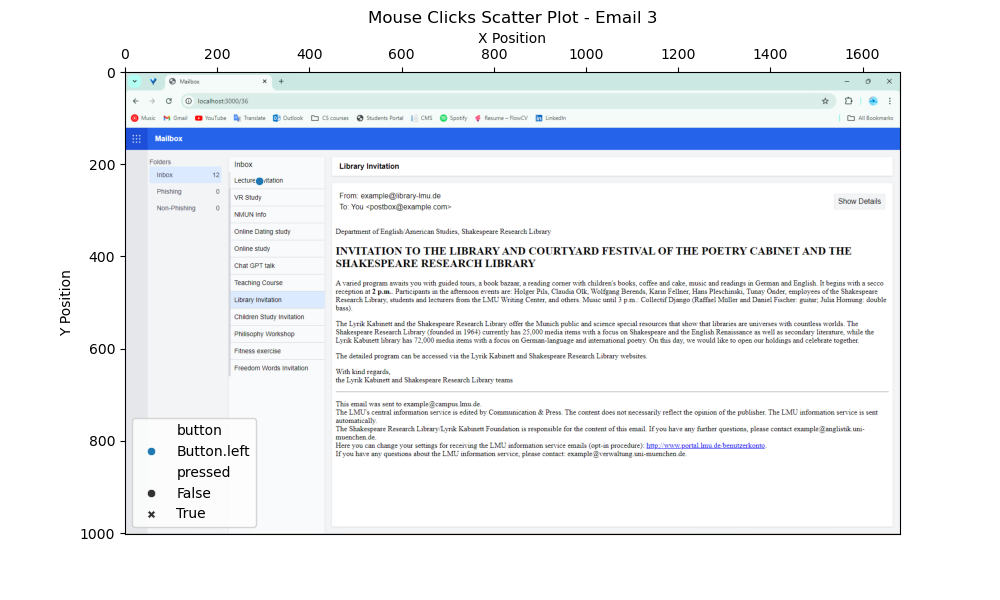 Mouse Clicks Scatter Plot - Email 3
X Position
0 200 400 600 800 1000 1200 1400 1600
Y Position
0
200
400
600
800
1000
Mailbox
localhost:3000/36
Music Gmail YouTube Translate Outlook CS courses Students Portal CMS Spotify Resume – FlowCV LinkedIn All Bookmarks
Mailbox
Folders
Inbox 12
Phishing 0
Non-Phishing 0
Inbox
VR Study
NMUN Info
Online Dating study
Online study
Chat GPT talk
Teaching Course
Library Invitation
Children Study Invitation
Philisophy Workshop
Fitness exercise
Freedom Words Invitation
Library Invitation
From: example@library-lmu.de
To: You <postbox@example.com>
Show Details
Department of English/American Studies, Shakespeare Research Library
INVITATION TO THE LIBRARY AND COURTYARD FESTIVAL OF THE POETRY CABINET AND THE
SHAKESPEARE RESEARCH LIBRARY
A varied program awaits you with guided tours, a book bazaar, a reading corner with children's books, coffee and cake, music and readings in German and English. It begins with a secco
reception at 2 p.m.. Participants in the afternoon events are: Holger Pils, Claudia Olk, Wolfgang Berends, Karin Fellner, Hans Pleschinski, Tunay Önder, employees of the Shakespeare
Research Library, students and lecturers from the LMU Writing Center, and others. Music until 3 p.m.: Collectif Django (Raffael Müller and Daniel Fischer: guitar; Julia Hornung: double
bass).
The Lyrik Kabinett and the Shakespeare Research Library offer the Munich public and science special resources that show that libraries are universes with countless worlds. The
Shakespeare Research Library (founded in 1964) currently has 25,000 media items with a focus on Shakespeare and the English Renaissance as well as secondary literature, while the
Lyrik Kabinett library has 72,000 media items with a focus on German-language and international poetry. On this day, we would like to open our holdings and celebrate together.
The detailed program can be accessed via the Lyrik Kabinett and Shakespeare Research Library websites.
With kind regards,
the Lyrik Kabinett and Shakespeare Research Library teams
This email was sent to example@campus.lmu.de.
The LMU's central information service is edited by Communication & Press. The content does not necessarily reflect the opinion of the publisher. The LMU information service is sent
automatically.
The Shakespeare Research Library/Lyrik Kabinett Foundation is responsible for the content of this email. If you have any further questions, please contact example@anglistik.uni-
muenchen.de.
Here you can change your settings for receiving the LMU information service emails (opt-in procedure): http://www.portal.lmu.de/benutzerkonto.
If you have any questions about the LMU information service, please contact: example@verwaltung.uni-muenchen.de.
button
Button.left
pressed
False
True